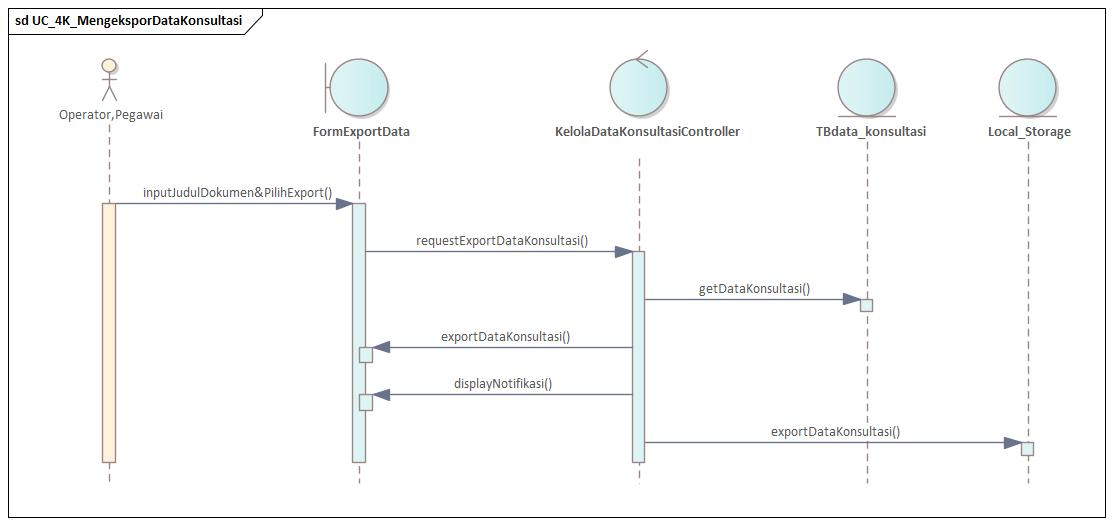 sd UC_4K_MengeksporDataKonsultasi
Operator,Pegawai
FormExportData
KelolaDataKonsultasiController
TBdata_konsultasi
Local_Storage
inputJudulDokumen&PilihExport()
requestExportDataKonsultasi()
getDataKonsultasi()
exportDataKonsultasi()
displayNotifikasi()
exportDataKonsultasi()